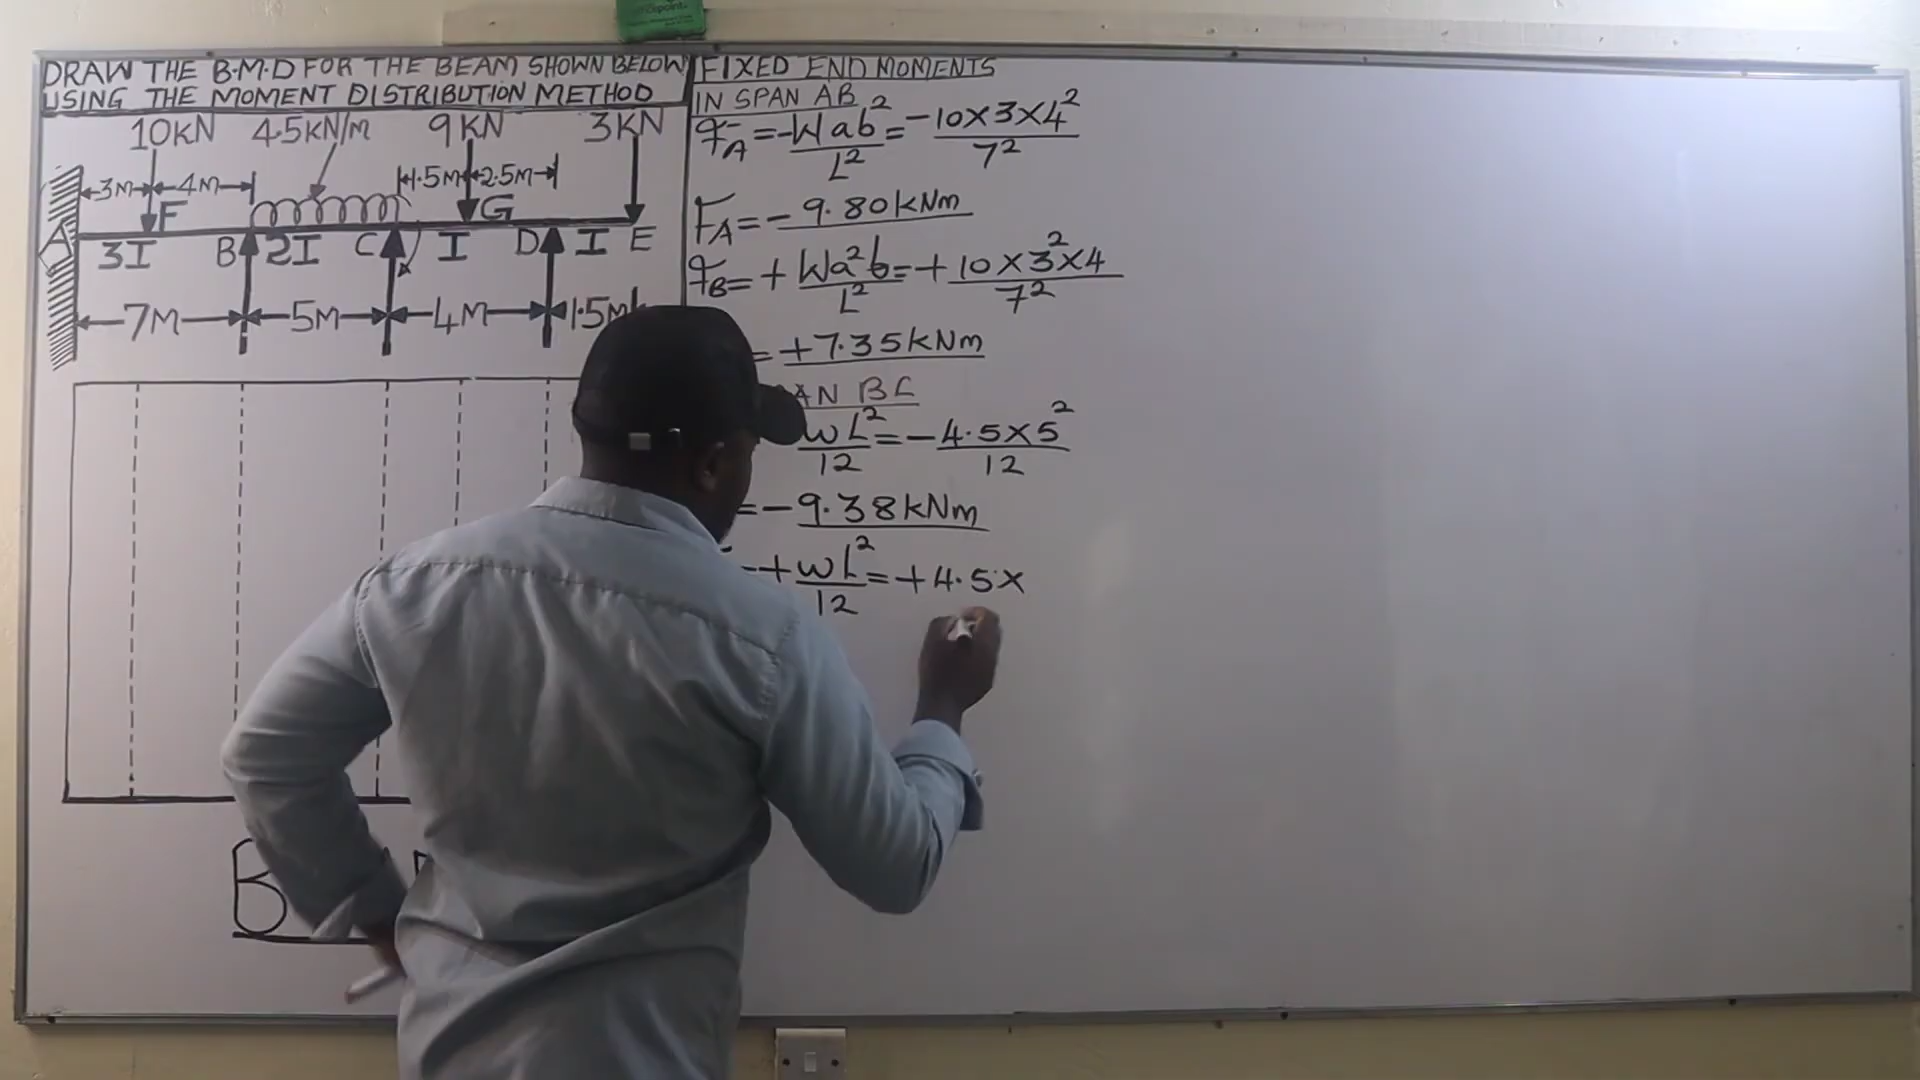 DRAW THE B.M.D FOR THE BEAM SHOWN BELOW
USING THE MOMENT DISTRIBUTION METHOD
10KN 4.5KN/m 9KN 3KN
3M 4M 1.5M 2.5M
F G
A 3I B 2I C I D I E
7M 5M 4M 1.5M
B
FIXED END MOMENTS
IN SPAN AB
F_A = -Wab²/L² = -10×3×4²/7²
F_A = -9.80kNm
F_B = +Wa²b/L² = +10×3²×4/7²
= +7.35kNm
AN BC
wL²/12 = -4.5×5²/12
= -9.38kNm
+wL²/12 = +4.5×